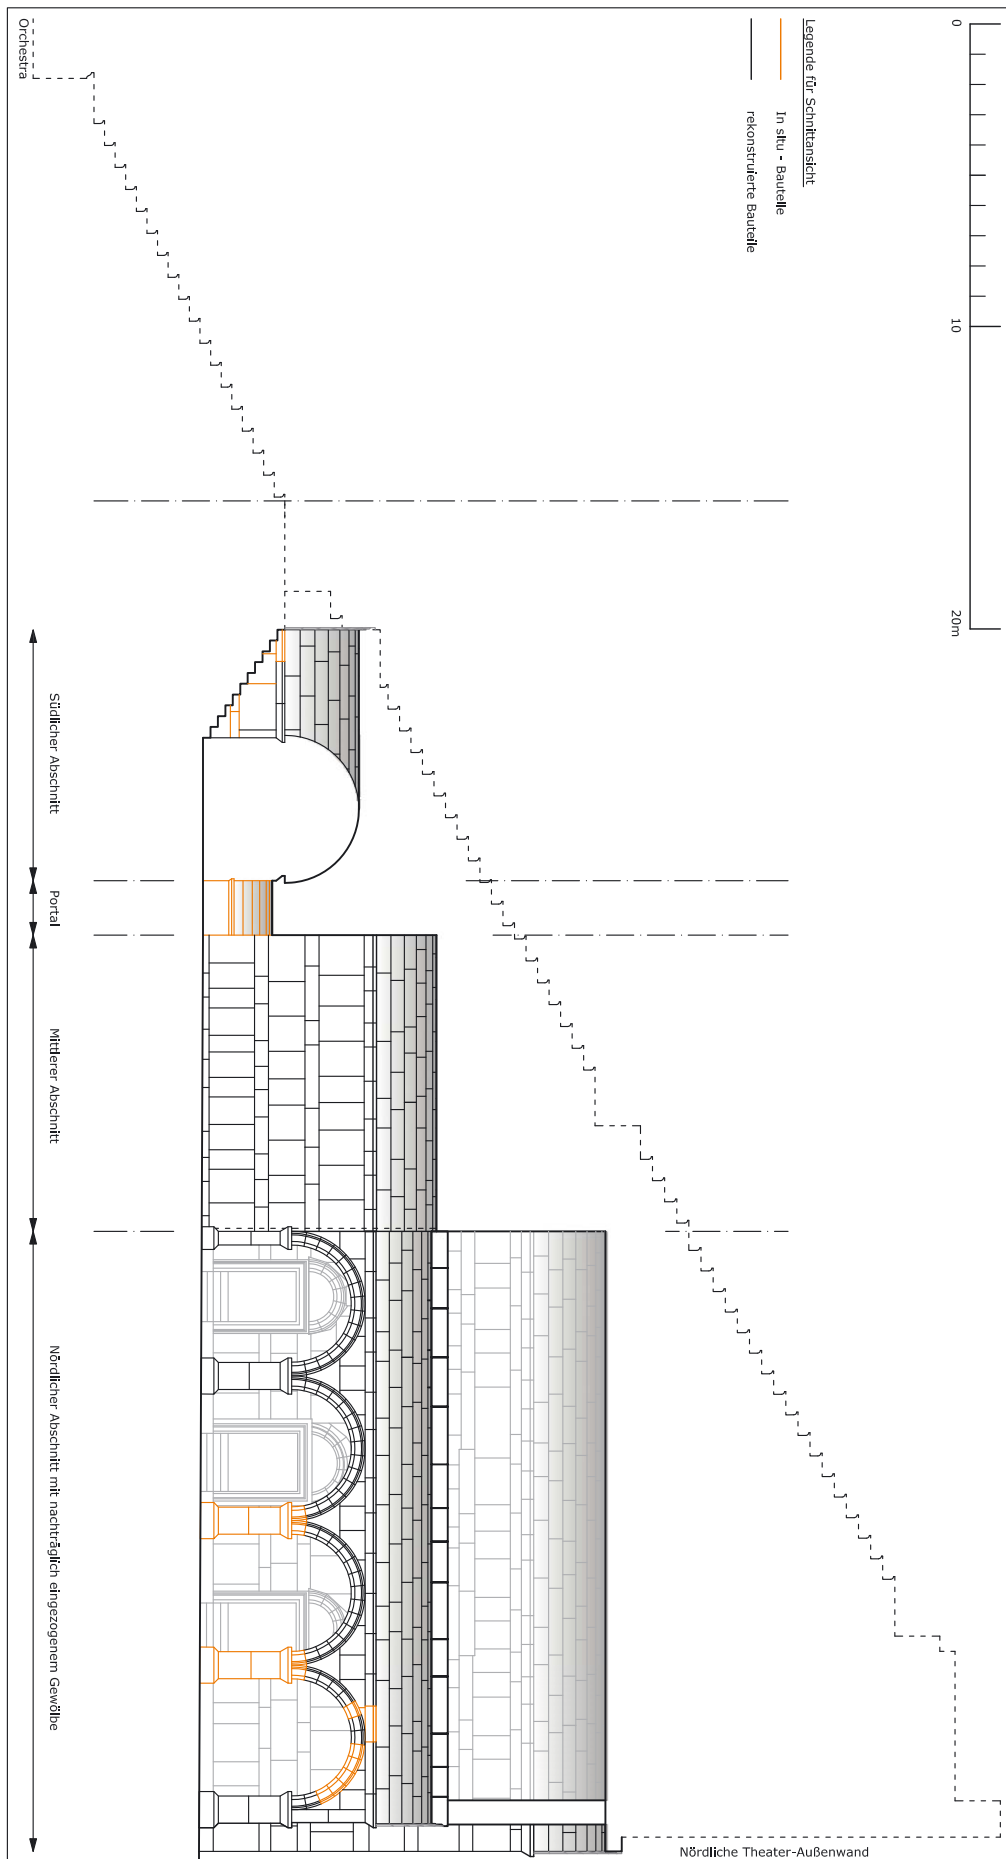 0
10
20m
Legende für Schnittansicht
In situ - Bauteile
rekonstruierte Bauteile
Orchestra
Südlicher Abschnitt
Portal
Mittlerer Abschnitt
Nördlicher Abschnitt mit nachträglich eingezogenem Gewölbe
Nördliche Theater-Außenwand